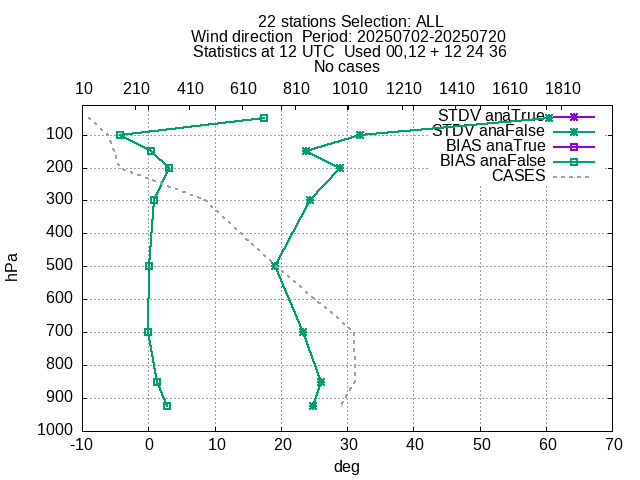 22 stations Selection: ALL
Wind direction  Period: 20250702-20250720
Statistics at 12 UTC  Used 00,12 + 12 24 36
No cases
10 210 410 610 810 1010 1210 1410 1610 1810
STDV anaTrue
STDV anaFalse
BIAS anaTrue
BIAS anaFalse
CASES
100
200
300
400
500
600
700
800
900
1000
hPa
-10 0 10 20 30 40 50 60 70
deg